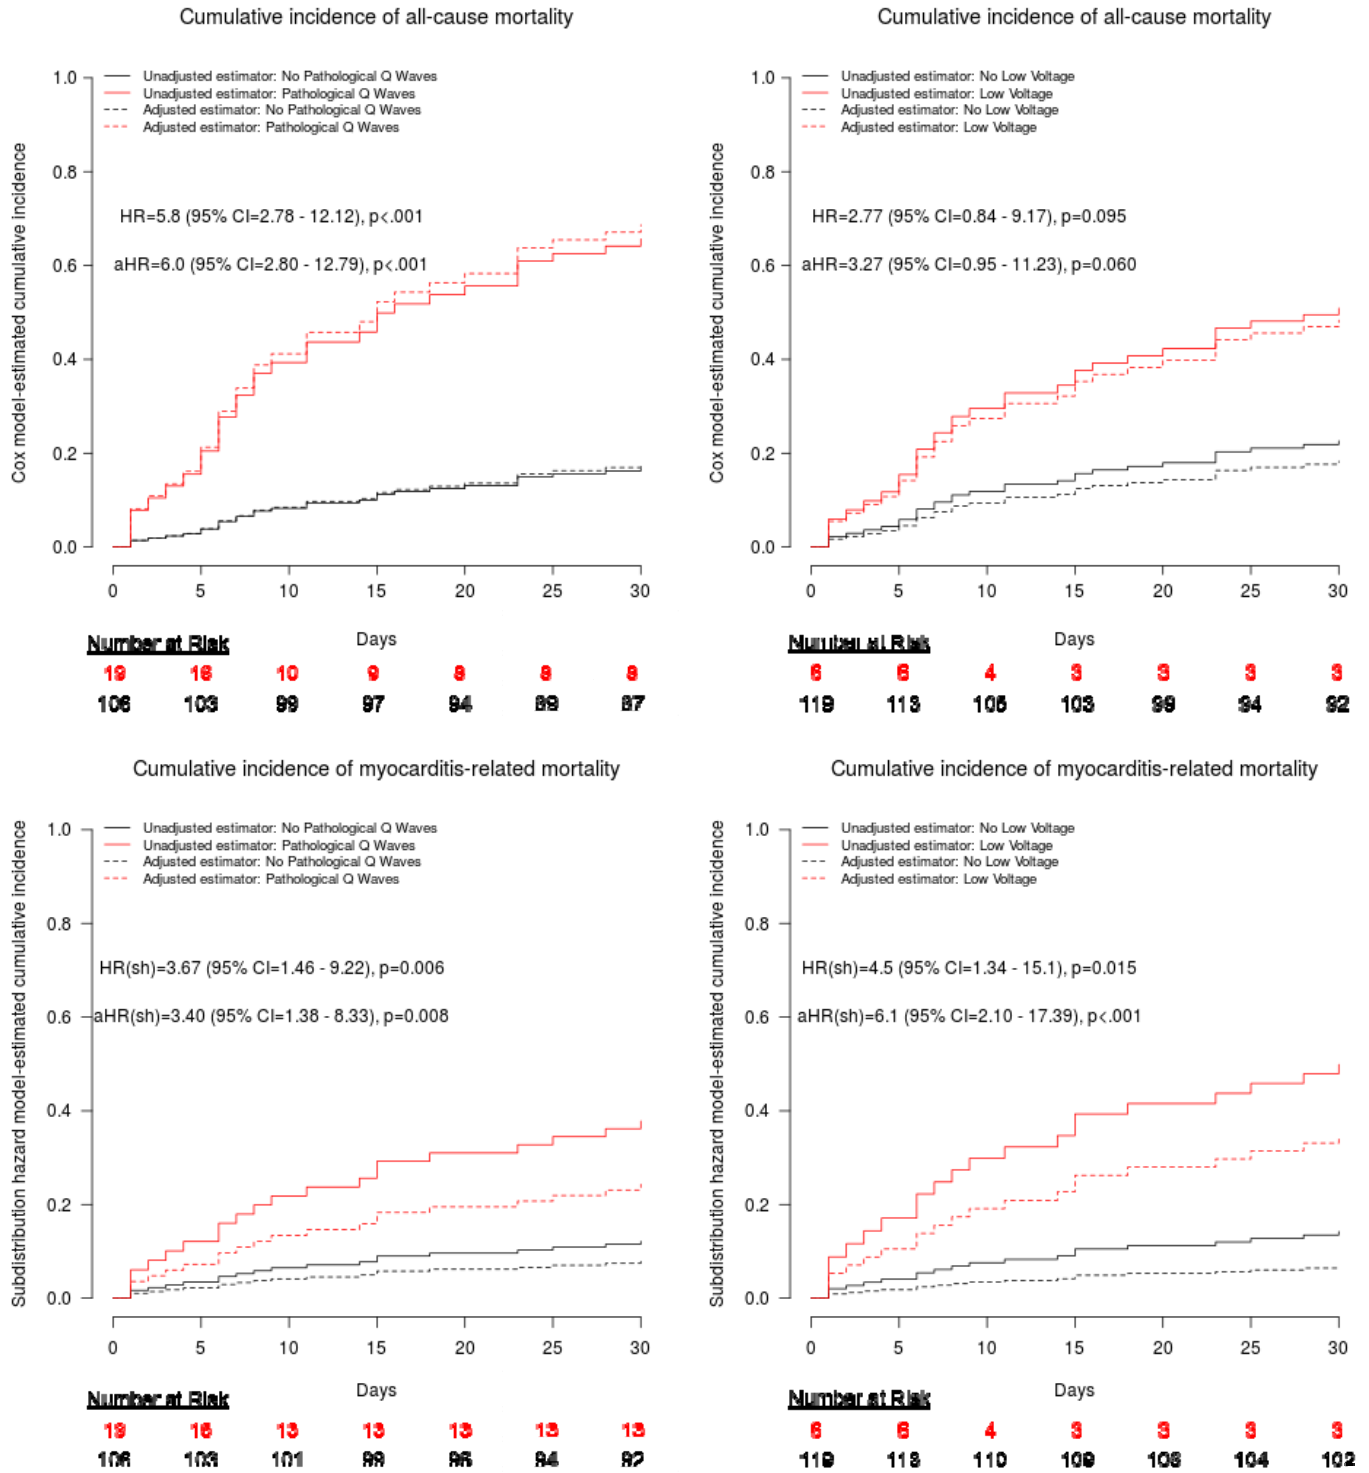 Cumulative incidence of all-cause mortality
Cox model-estimated cumulative incidence
1.0
0.8
0.6
0.4
0.2
0.0
Unadjusted estimator: No Pathological Q Waves
Unadjusted estimator: Pathological Q Waves
Adjusted estimator: No Pathological Q Waves
Adjusted estimator: Pathological Q Waves
HR=5.8 (95% CI=2.78 - 12.12), p<.001
aHR=6.0 (95% CI=2.80 - 12.79), p<.001
0 5 10 15 20 25 30
Days
Number at Risk
19 16 10 9 8 8 8
106 103 99 97 94 89 87
Cumulative incidence of all-cause mortality
Cox model-estimated cumulative incidence
1.0
0.8
0.6
0.4
0.2
0.0
Unadjusted estimator: No Low Voltage
Unadjusted estimator: Low Voltage
Adjusted estimator: No Low Voltage
Adjusted estimator: Low Voltage
HR=2.77 (95% CI=0.84 - 9.17), p=0.095
aHR=3.27 (95% CI=0.95 - 11.23), p=0.060
0 5 10 15 20 25 30
Days
Number at Risk
6 6 4 3 3 3 3
119 113 105 103 99 94 92
Cumulative incidence of myocarditis-related mortality
Subdistribution hazard model-estimated cumulative incidence
1.0
0.8
0.6
0.4
0.2
0.0
Unadjusted estimator: No Pathological Q Waves
Unadjusted estimator: Pathological Q Waves
Adjusted estimator: No Pathological Q Waves
Adjusted estimator: Pathological Q Waves
HR(sh)=3.67 (95% CI=1.46 - 9.22), p=0.006
aHR(sh)=3.40 (95% CI=1.38 - 8.33), p=0.008
0 5 10 15 20 25 30
Days
Number at Risk
19 13 13 13 13 13
106 103 101 99 94 92
Cumulative incidence of myocarditis-related mortality
Subdistribution hazard model-estimated cumulative incidence
1.0
0.8
0.6
0.4
0.2
0.0
Unadjusted estimator: No Low Voltage
Unadjusted estimator: Low Voltage
Adjusted estimator: No Low Voltage
Adjusted estimator: Low Voltage
HR(sh)=4.5 (95% CI=1.34 - 15.1), p=0.015
aHR(sh)=6.1 (95% CI=2.10 - 17.39), p<.001
0 5 10 15 20 25 30
Days
Number at Risk
6 6 4 3 3 3 3
119 110 109 104 102